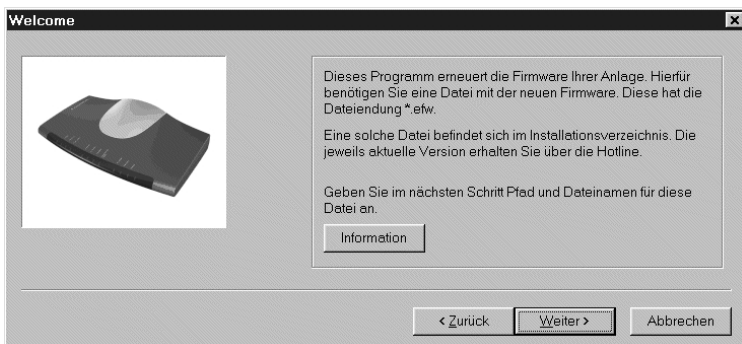 Welcome
Dieses Programm erneuert die Firmware Ihrer Anlage. Hierfür
benötigen Sie eine Datei mit der neuen Firmware. Diese hat die
Dateiendung *.efw.
Eine solche Datei befindet sich im Installationsverzeichnis. Die
jeweils aktuelle Version erhalten Sie über die Hotline.
Geben Sie im nächsten Schritt Pfad und Dateinamen für diese
Datei an.
Information
< Zurück
Weiter >
Abbrechen